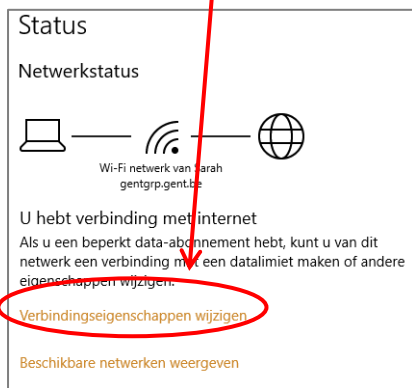 Status
Netwerkstatus
Wi-Fi netwerk van Sarah
gentgrp.gent.be
U hebt verbinding met internet
Als u een beperkt data-abonnement hebt, kunt u van dit
netwerk een verbinding met een datalimiet maken of andere
eigenschappen wijzigen.
Verbindingseigenschappen wijzigen
Beschikbare netwerken weergeven